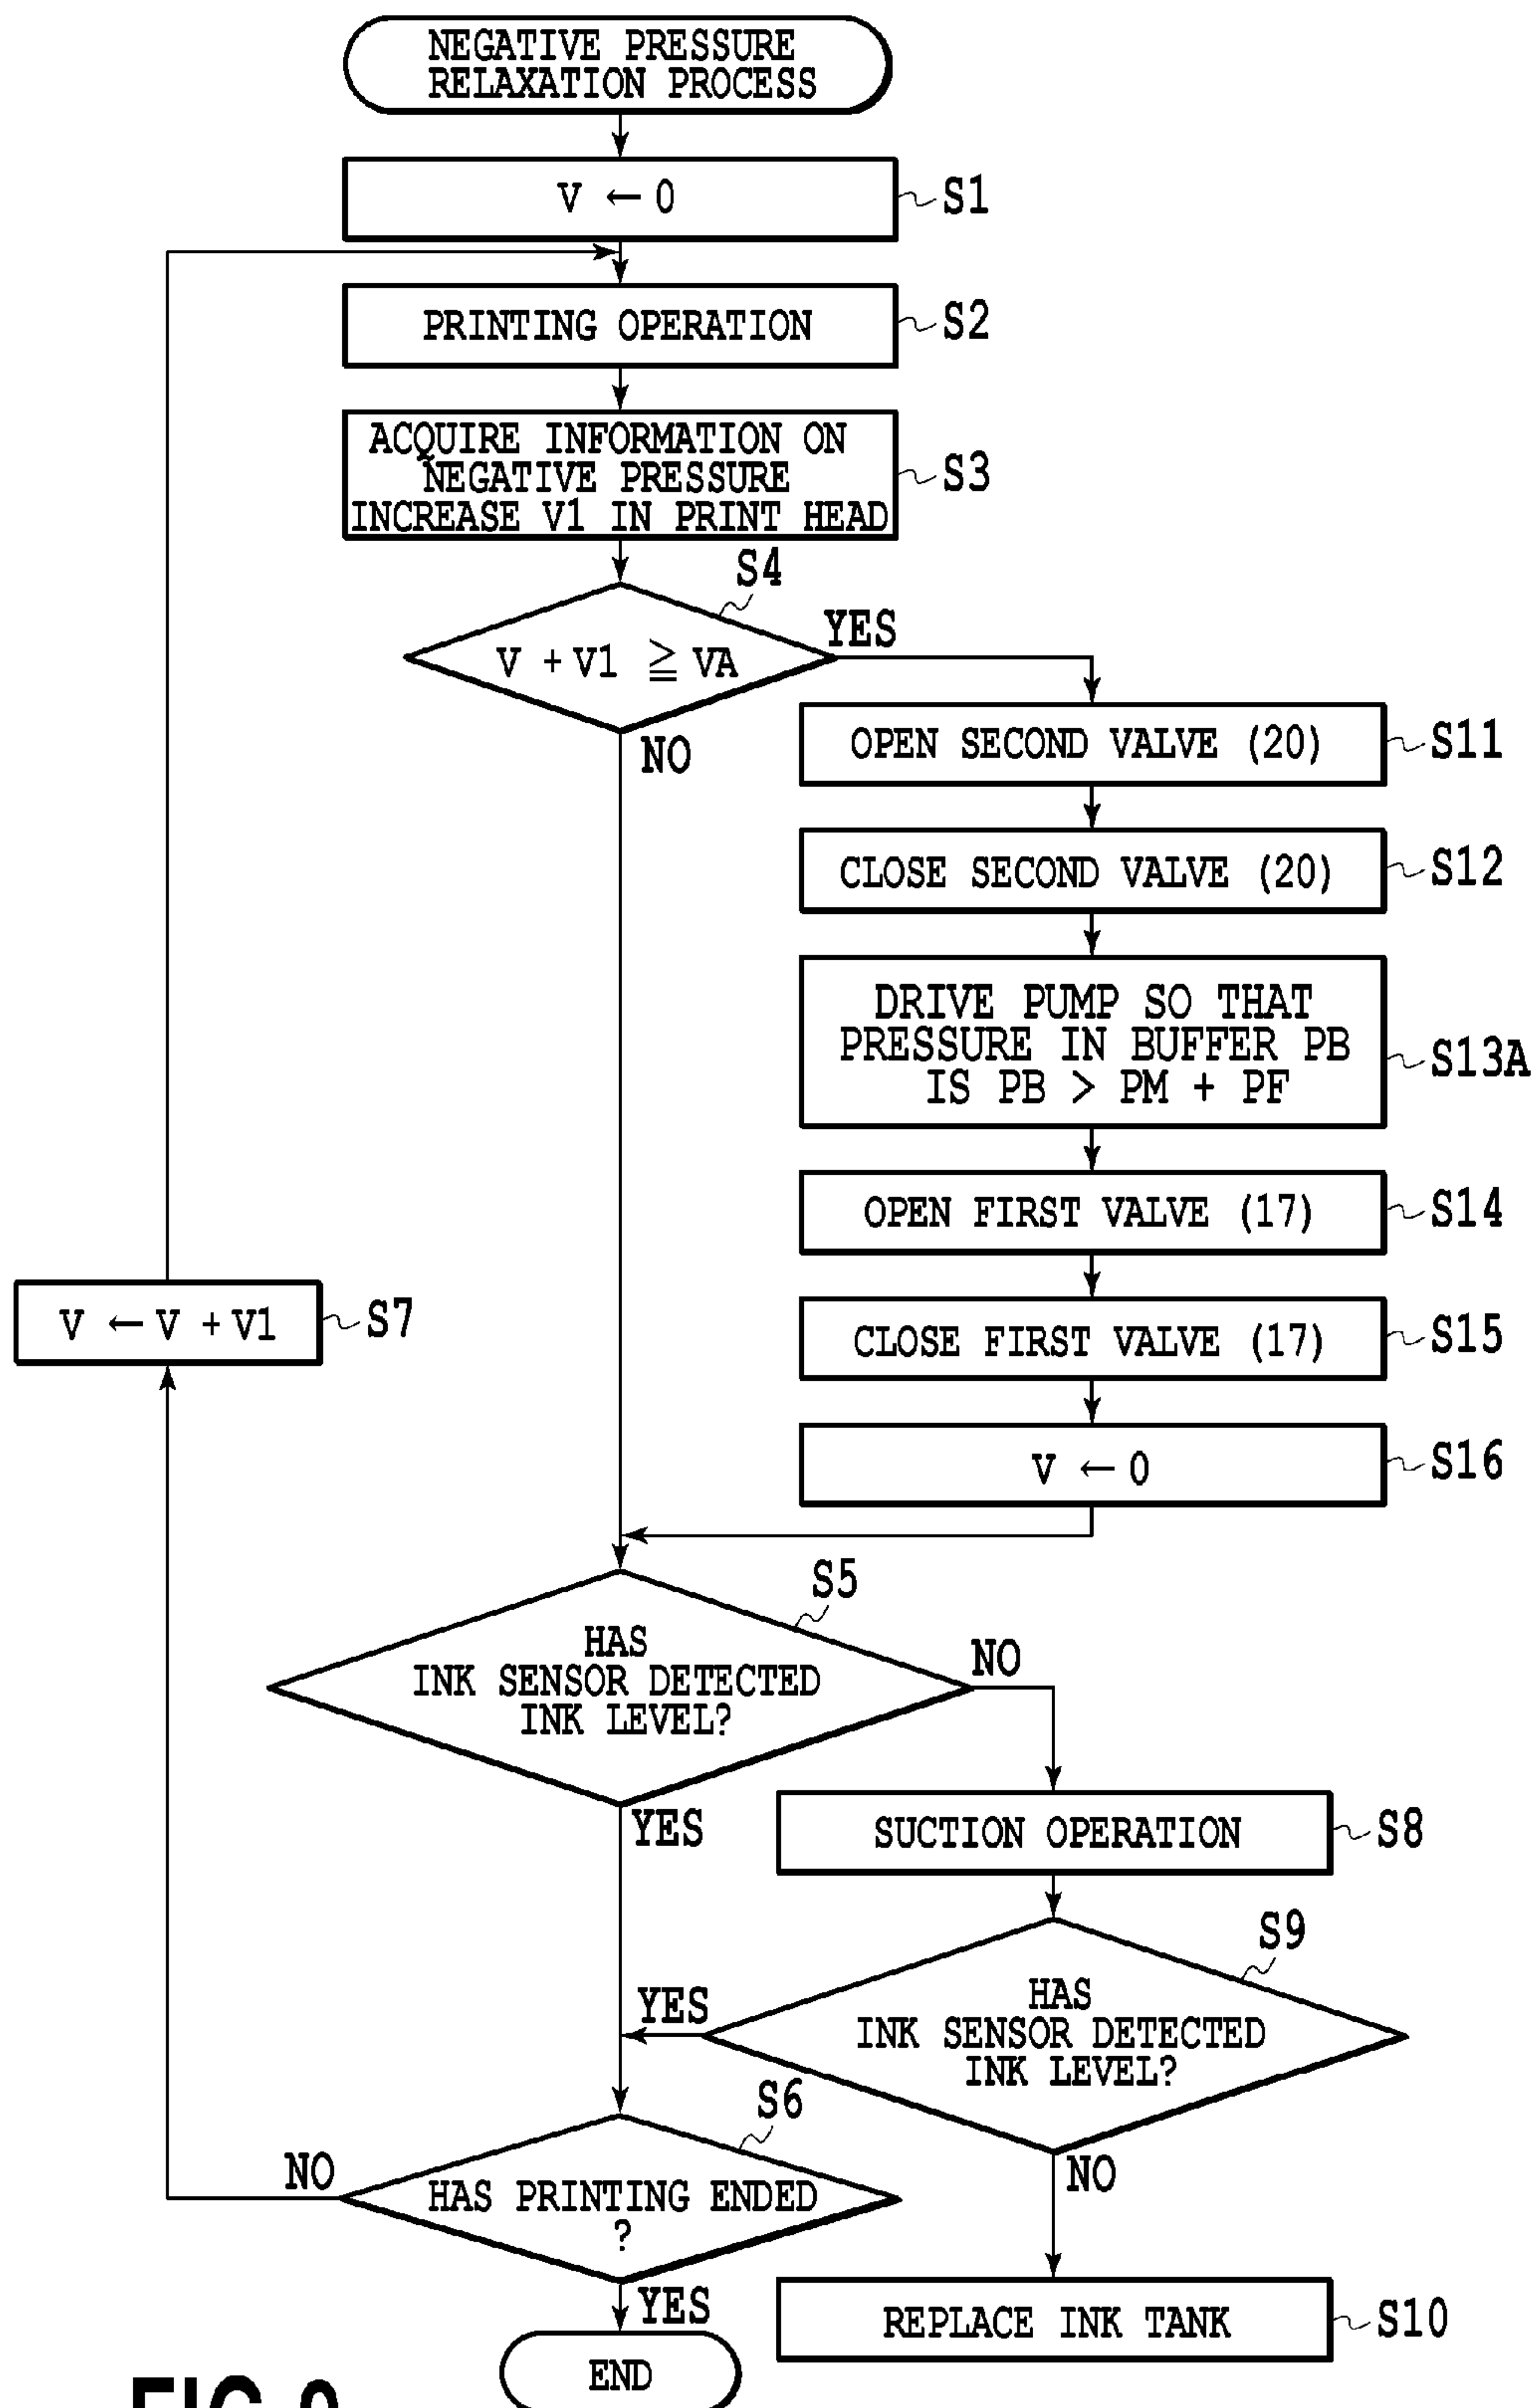 NEGATIVE PRESSURE
RELAXATION PROCESS
V ← 0
S1
PRINTING OPERATION
S2
ACQUIRE INFORMATION ON
NEGATIVE PRESSURE
INCREASE V1 IN PRINT HEAD
S3
S4
V + V1 ≧ VA
YES
NO
OPEN SECOND VALVE (20)
S11
CLOSE SECOND VALVE (20)
S12
DRIVE PUMP SO THAT
PRESSURE IN BUFFER PB
IS PB > PM + PF
S13A
OPEN FIRST VALVE (17)
S14
V ← V + V1
S7
CLOSE FIRST VALVE (17)
S15
V ← 0
S16
S5
HAS
INK SENSOR DETECTED
INK LEVEL?
NO
YES
SUCTION OPERATION
S8
S9
HAS
INK SENSOR DETECTED
INK LEVEL?
YES
NO
S6
HAS PRINTING ENDED
?
NO
YES
REPLACE INK TANK
S10
END